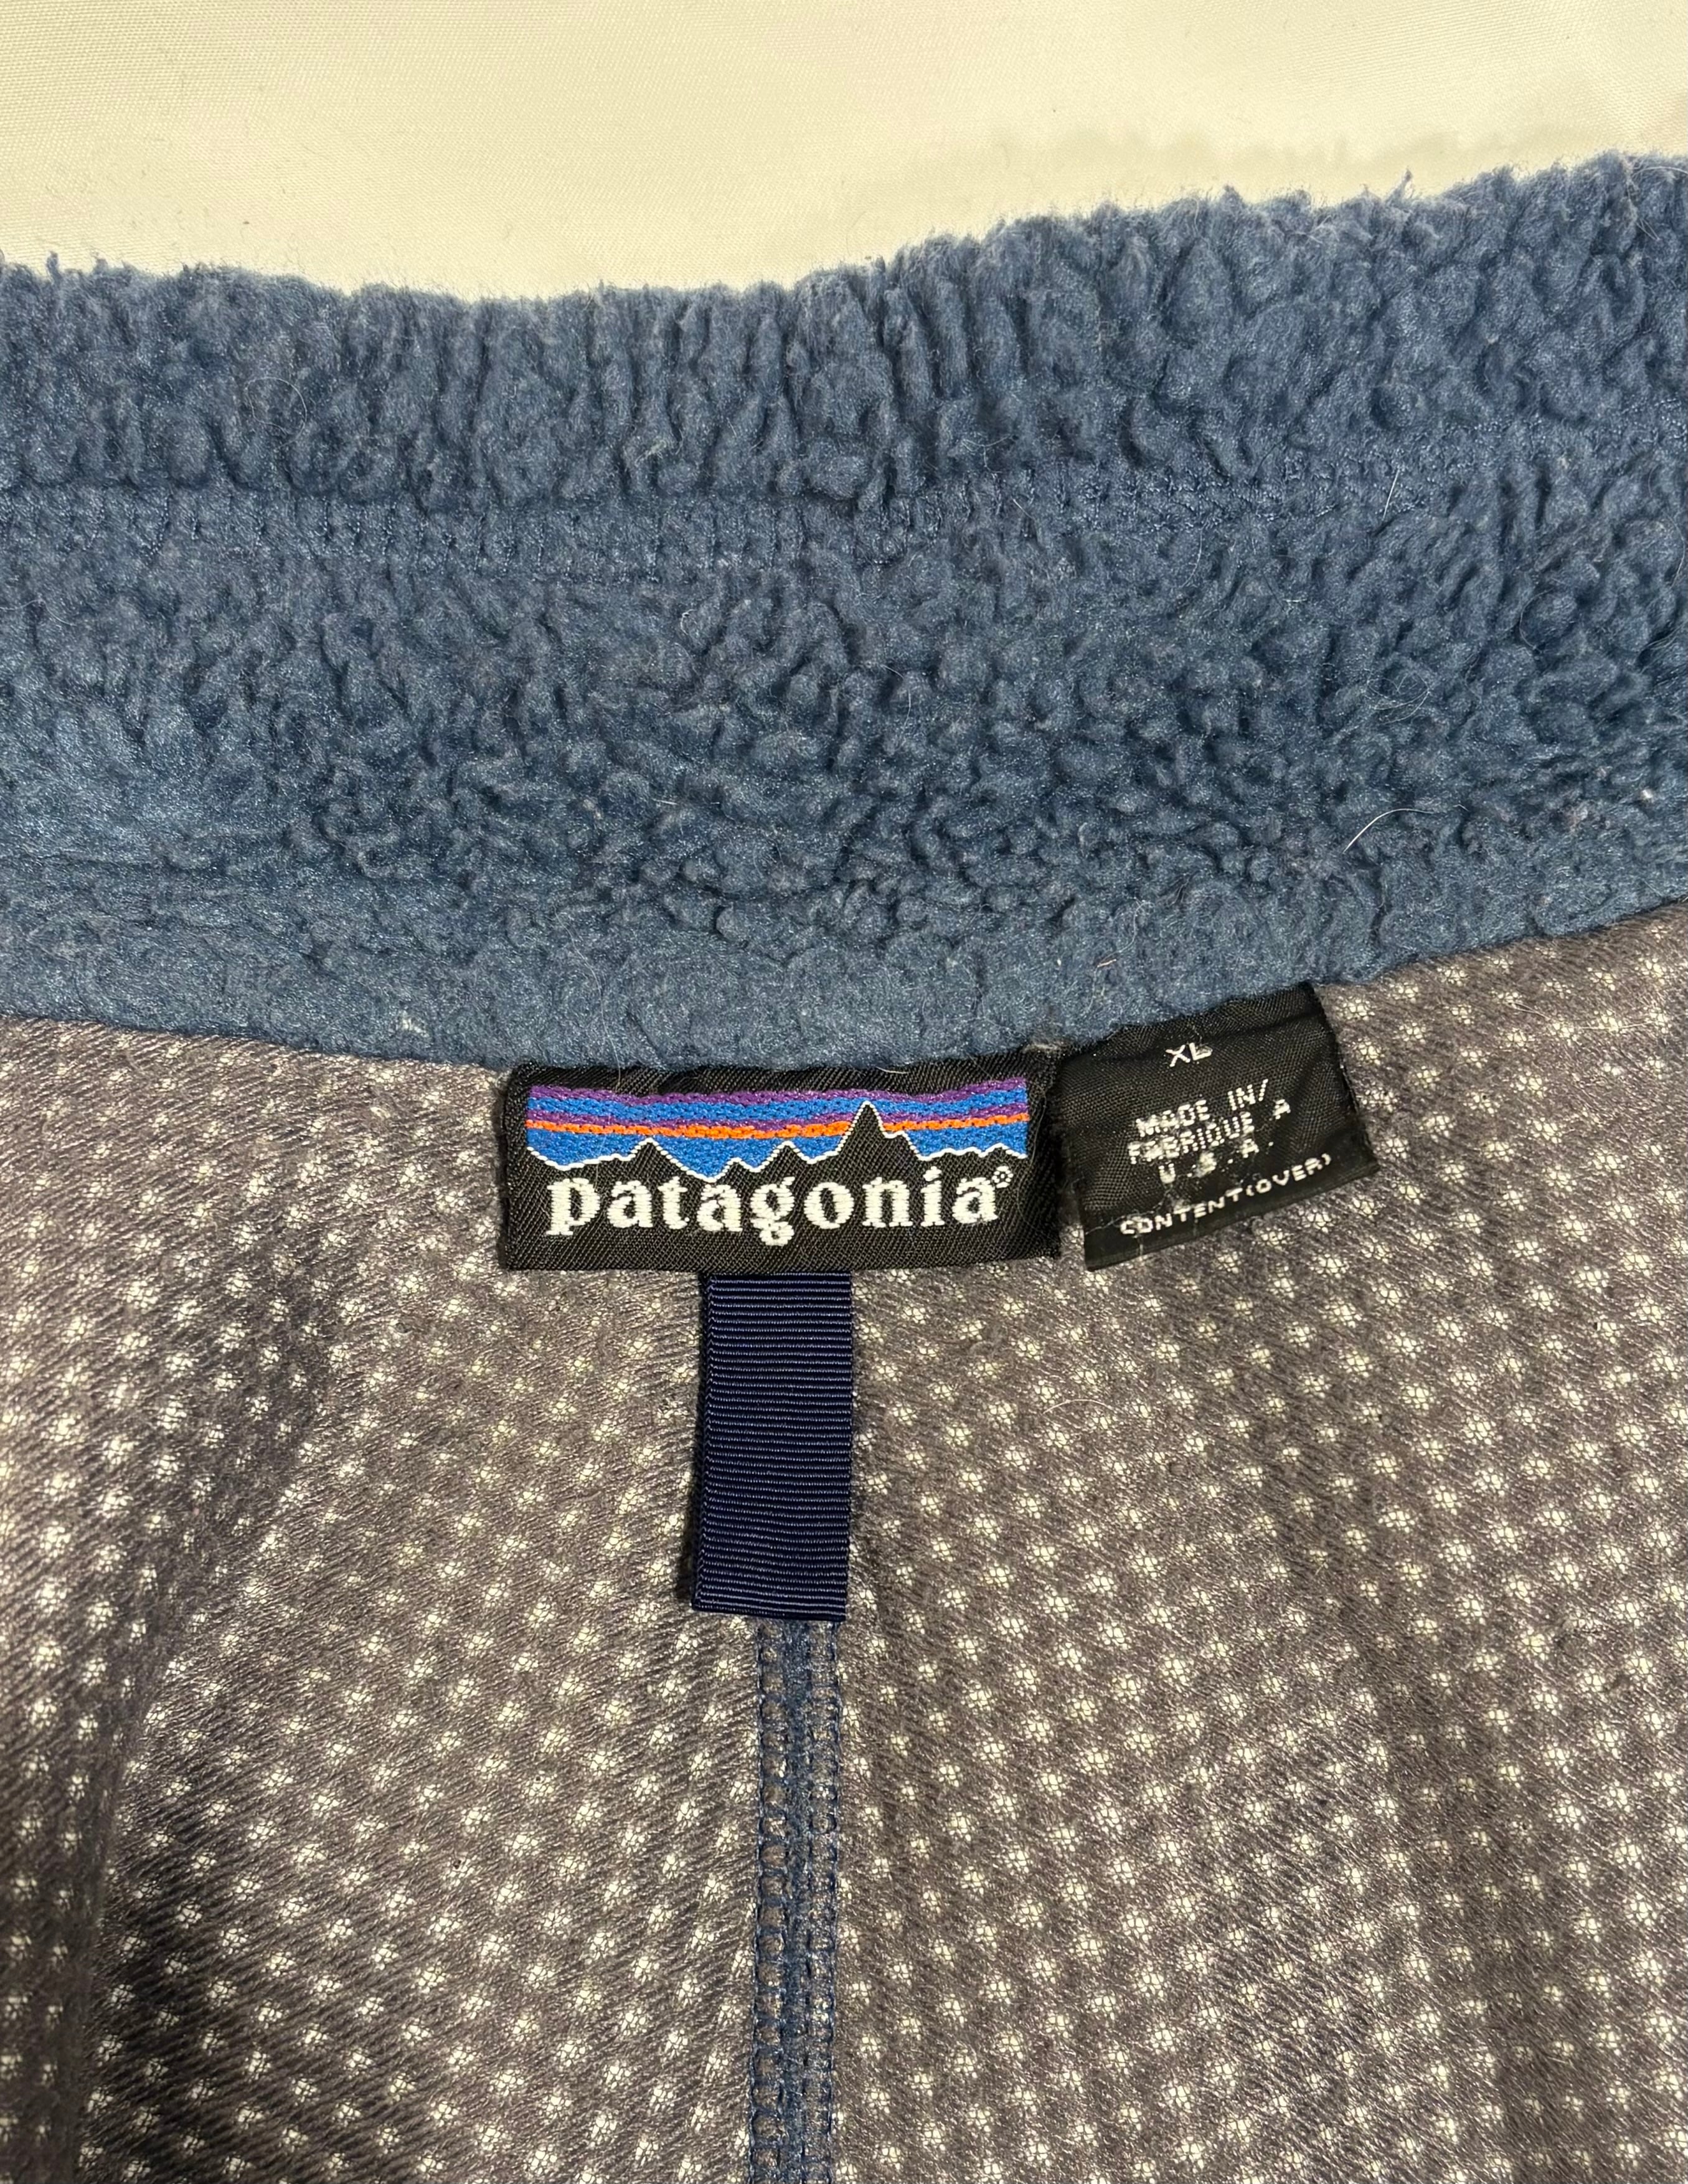 patagonia®
XL
MADE IN/
FABRIQUE A
U.S.A.
CONTENT(OVER)